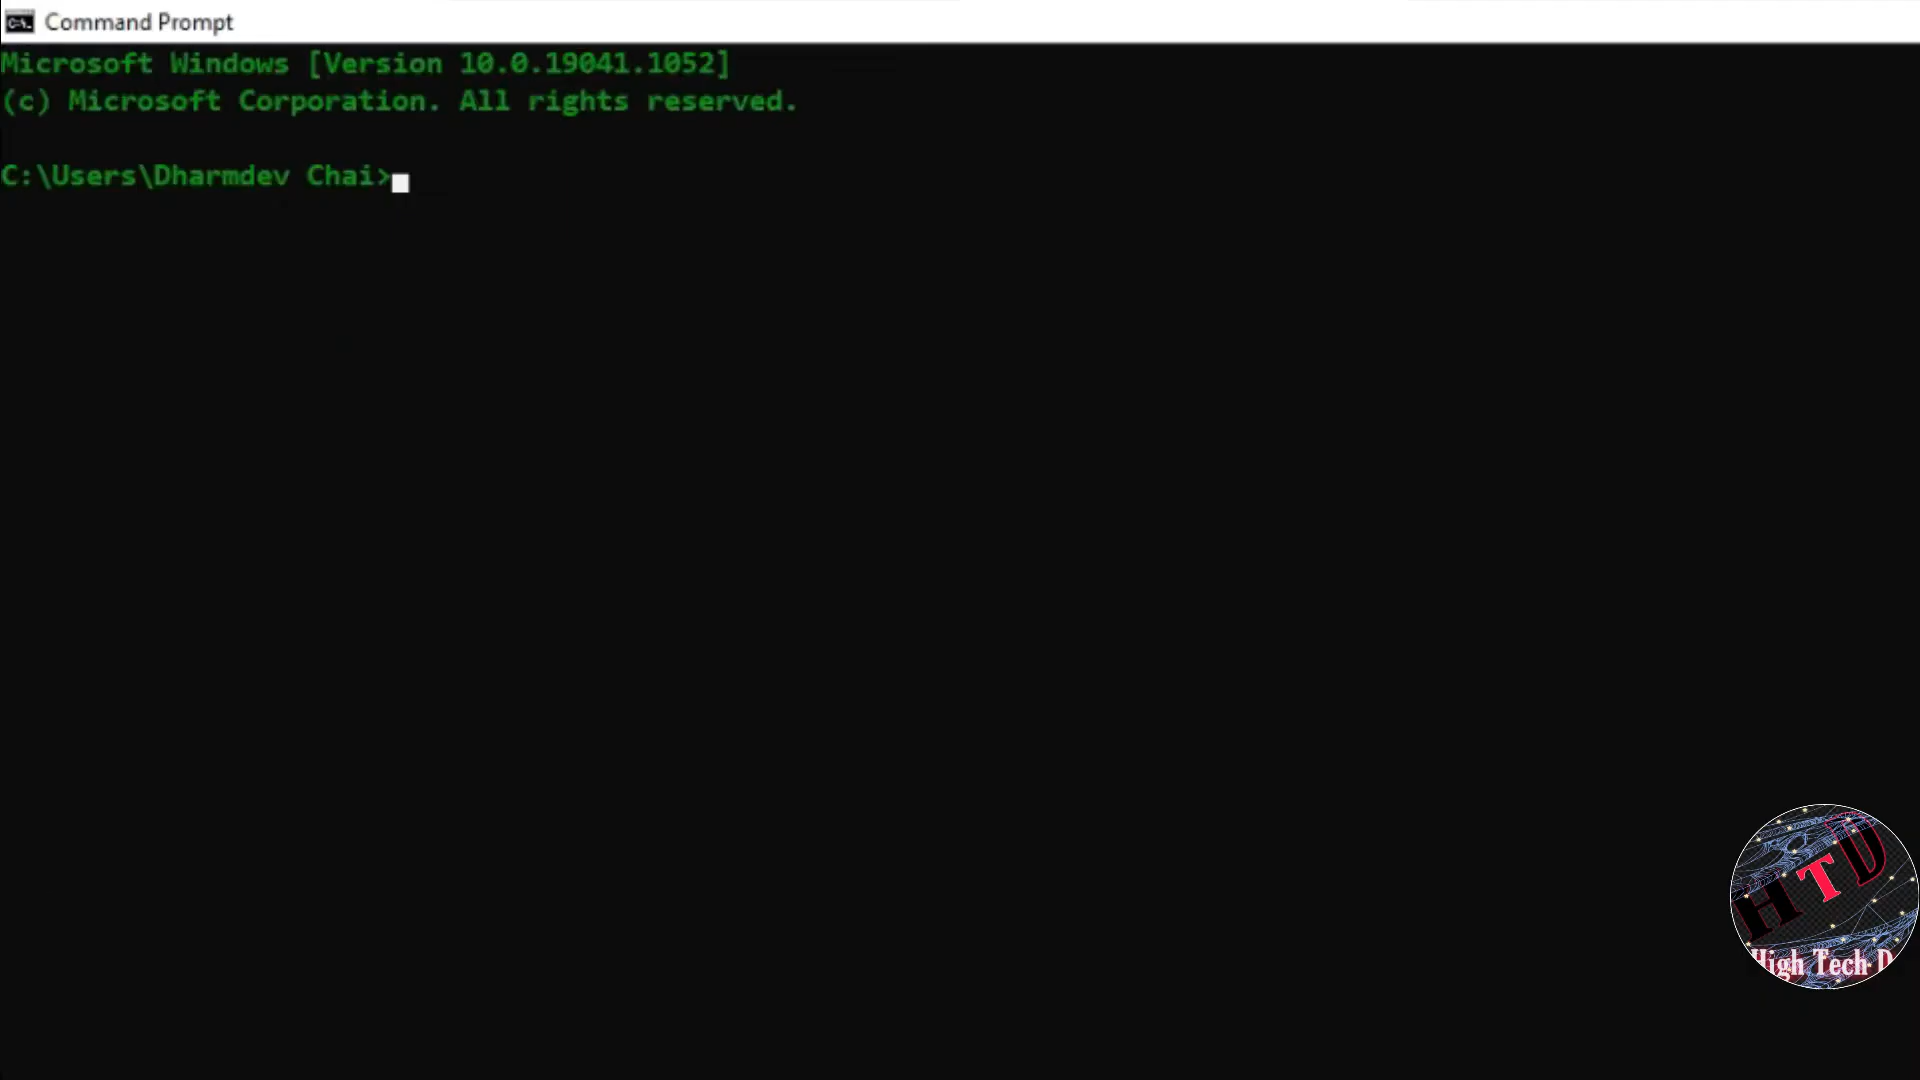 Command Prompt
Microsoft Windows [Version 10.0.19041.1052]
(c) Microsoft Corporation. All rights reserved.
C:\Users\Dharmdev Chai>
HTD
High Tech D